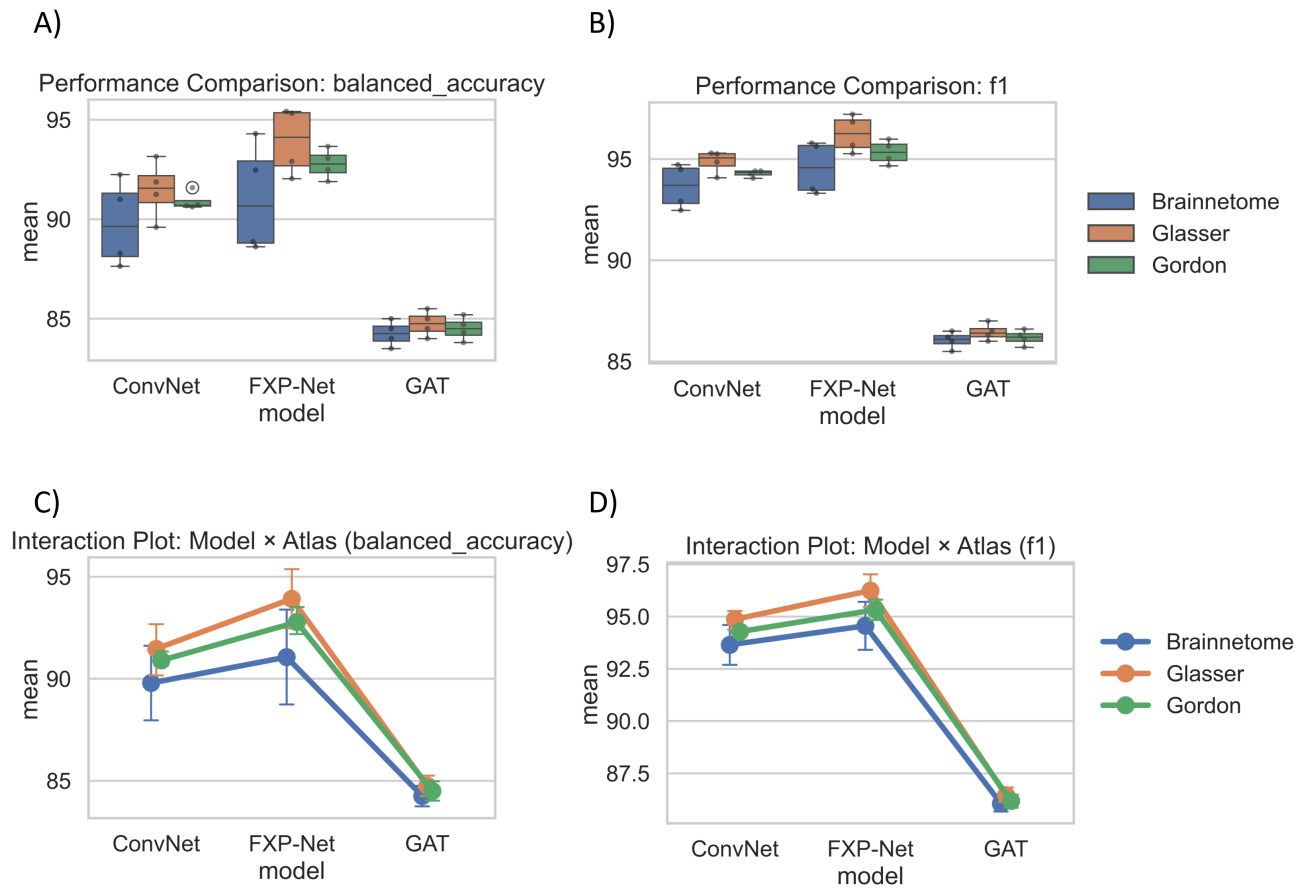 A)
Performance Comparison: balanced_accuracy
95
90
85
mean
ConvNet
FXP-Net
GAT
model
B)
Performance Comparison: f1
95
90
85
mean
ConvNet
FXP-Net
GAT
model
Brainnetome
Glasser
Gordon
C)
Interaction Plot: Model × Atlas (balanced_accuracy)
95
90
85
mean
ConvNet
FXP-Net
GAT
model
D)
Interaction Plot: Model × Atlas (f1)
97.5
95.0
92.5
90.0
87.5
mean
ConvNet
FXP-Net
GAT
model
Brainnetome
Glasser
Gordon